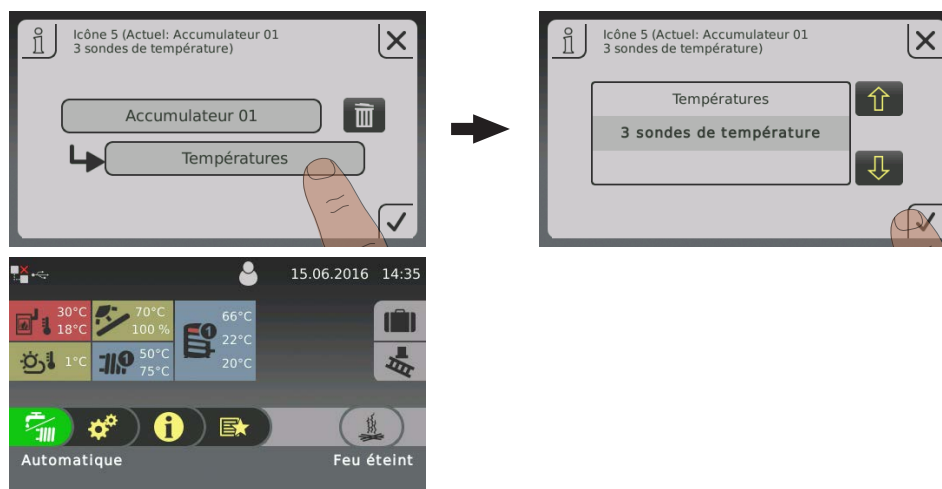 Icône 5 (Actuel: Accumulateur 01
3 sondes de température)
Accumulateur 01
Températures
Icône 5 (Actuel: Accumulateur 01
3 sondes de température)
Températures
3 sondes de température
15.06.2016 14:35
30°C
18°C
70°C
100 %
66°C
22°C
20°C
1°C
1
50°C
75°C
1
Automatique
Feu éteint